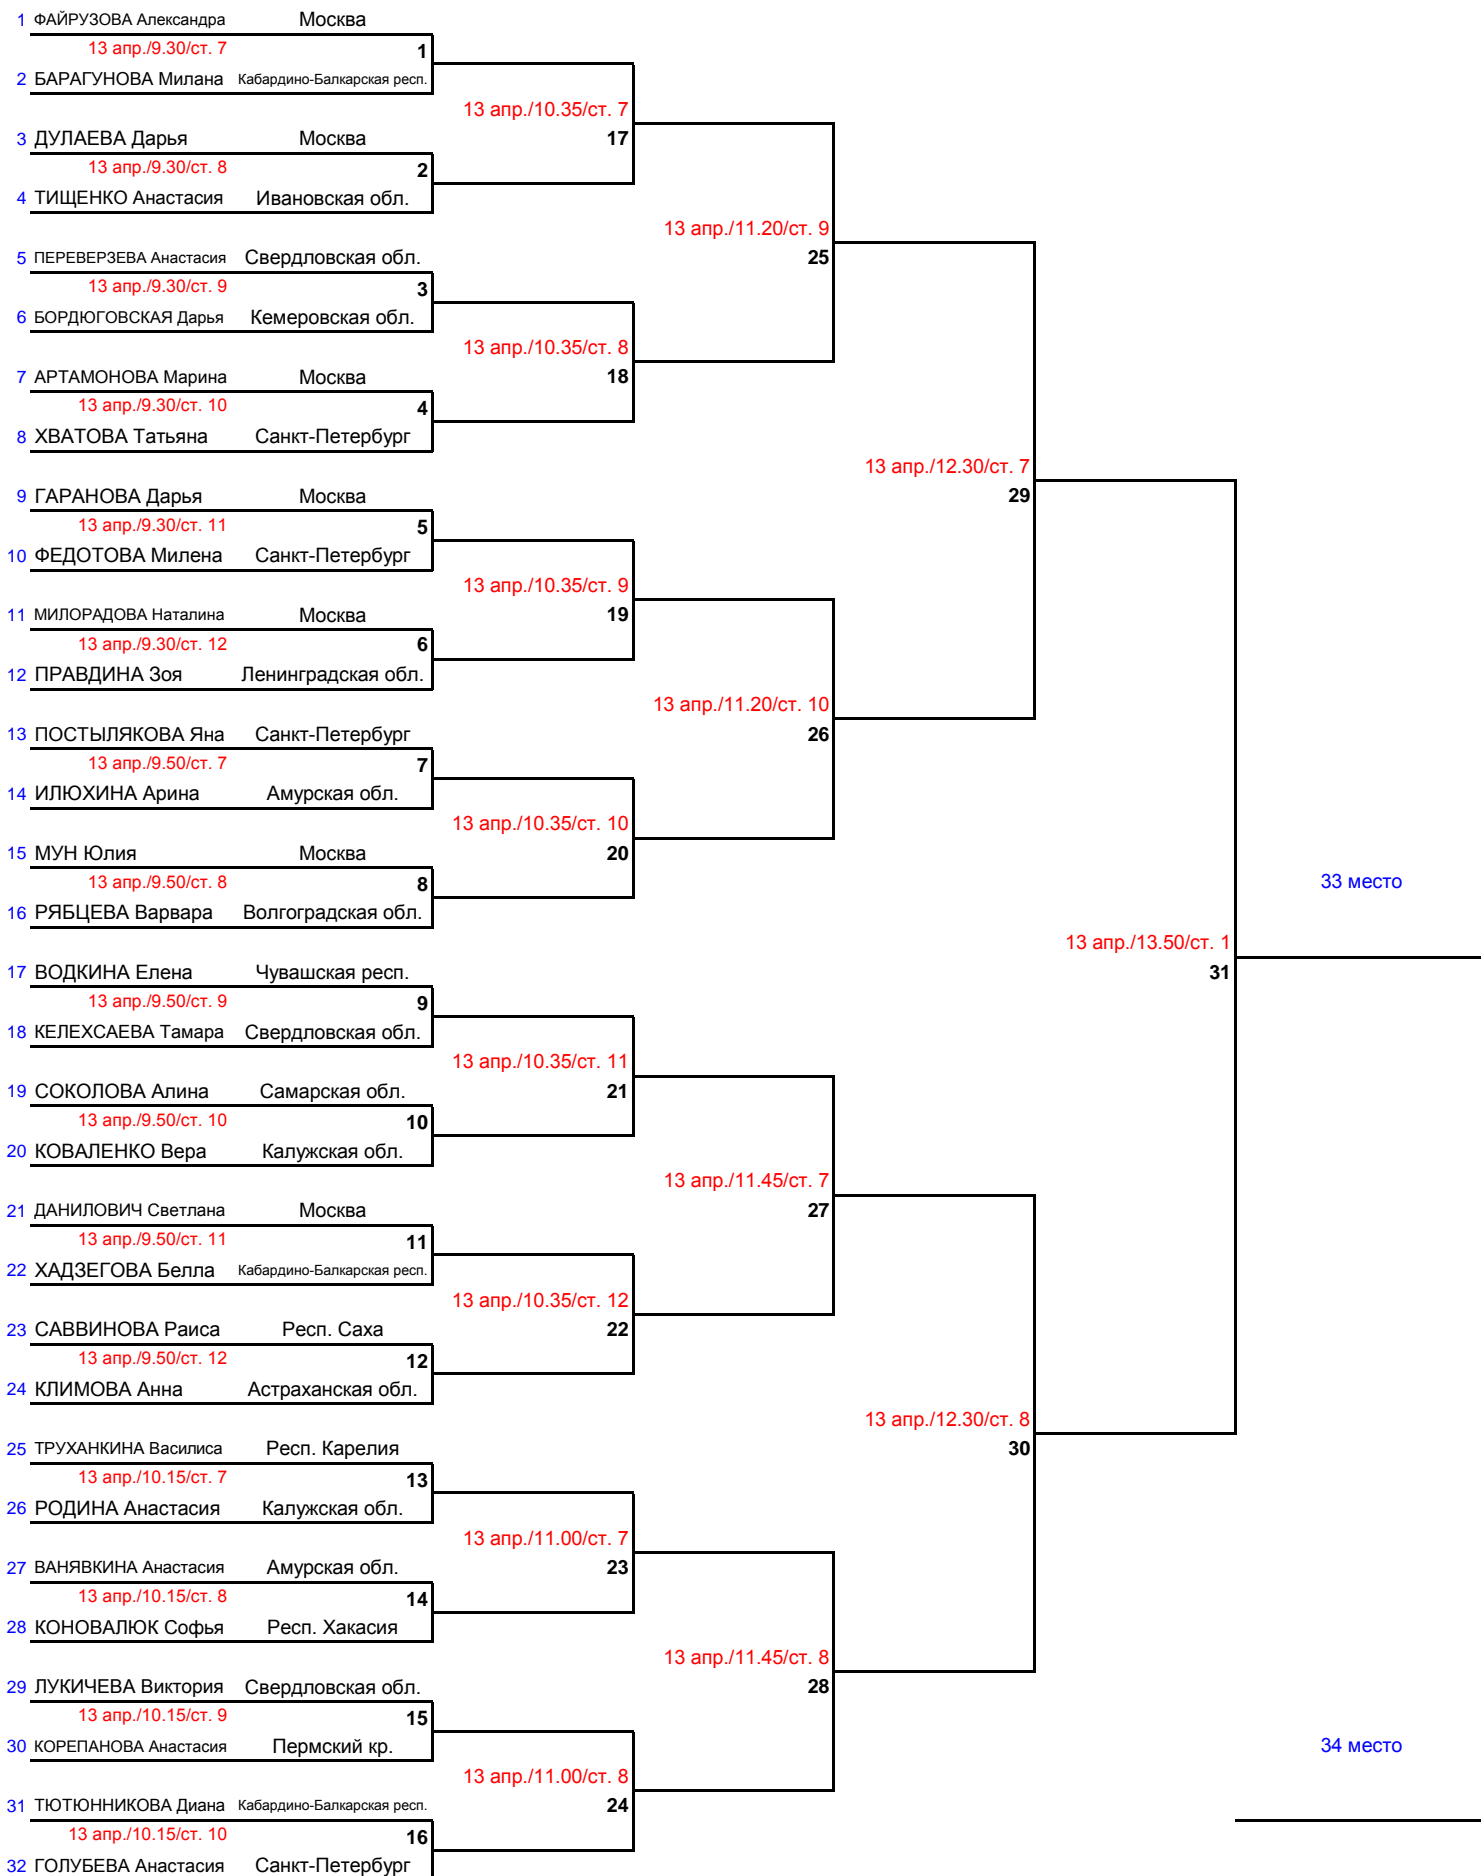 1 ФАЙРУЗОВА Александра Москва
13 апр./9.30/ст. 7 1
2 БАРАГУНОВА Милана Кабардино-Балкарская респ.
13 апр./10.35/ст. 7
3 ДУЛАЕВА Дарья Москва 17
13 апр./9.30/ст. 8 2
4 ТИЩЕНКО Анастасия Ивановская обл.
13 апр./11.20/ст. 9
5 ПЕРЕВЕРЗЕВА Анастасия Свердловская обл. 25
13 апр./9.30/ст. 9 3
6 БОРДЮГОВСКАЯ Дарья Кемеровская обл.
13 апр./10.35/ст. 8
7 АРТАМОНОВА Марина Москва 18
13 апр./9.30/ст. 10 4
8 ХВАТОВА Татьяна Санкт-Петербург
13 апр./12.30/ст. 7
9 ГАРАНОВА Дарья Москва 29
13 апр./9.30/ст. 11 5
10 ФЕДОТОВА Милена Санкт-Петербург
13 апр./10.35/ст. 9
11 МИЛОРАДОВА Наталина Москва 19
13 апр./9.30/ст. 12 6
12 ПРАВДИНА Зоя Ленинградская обл.
13 апр./11.20/ст. 10
13 ПОСТЫЛЯКОВА Яна Санкт-Петербург 26
13 апр./9.50/ст. 7 7
14 ИЛЮХИНА Арина Амурская обл.
13 апр./10.35/ст. 10
15 МУН Юлия Москва 20
13 апр./9.50/ст. 8 8 33 место
16 РЯБЦЕВА Варвара Волгоградская обл.
13 апр./13.50/ст. 1
17 ВОДКИНА Елена Чувашская респ. 31
13 апр./9.50/ст. 9 9
18 КЕЛЕХСАЕВА Тамара Свердловская обл.
13 апр./10.35/ст. 11
19 СОКОЛОВА Алина Самарская обл. 21
13 апр./9.50/ст. 10 10
20 КОВАЛЕНКО Вера Калужская обл.
13 апр./11.45/ст. 7
21 ДАНИЛОВИЧ Светлана Москва 27
13 апр./9.50/ст. 11 11
22 ХАДЗЕГОВА Белла Кабардино-Балкарская респ.
13 апр./10.35/ст. 12
23 САВВИНОВА Раиса Респ. Саха 22
13 апр./9.50/ст. 12 12
24 КЛИМОВА Анна Астраханская обл.
13 апр./12.30/ст. 8
25 ТРУХАНКИНА Василиса Респ. Карелия 30
13 апр./10.15/ст. 7 13
26 РОДИНА Анастасия Калужская обл.
13 апр./11.00/ст. 7
27 ВАНЯВКИНА Анастасия Амурская обл. 23
13 апр./10.15/ст. 8 14
28 КОНОВАЛЮК Софья Респ. Хакасия
13 апр./11.45/ст. 8
29 ЛУКИЧЕВА Виктория Свердловская обл. 28
13 апр./10.15/ст. 9 15
30 КОРЕПАНОВА Анастасия Пермский кр. 34 место
13 апр./11.00/ст. 8
31 ТЮТЮННИКОВА Диана Кабардино-Балкарская респ. 24
13 апр./10.15/ст. 10 16
32 ГОЛУБЕВА Анастасия Санкт-Петербург